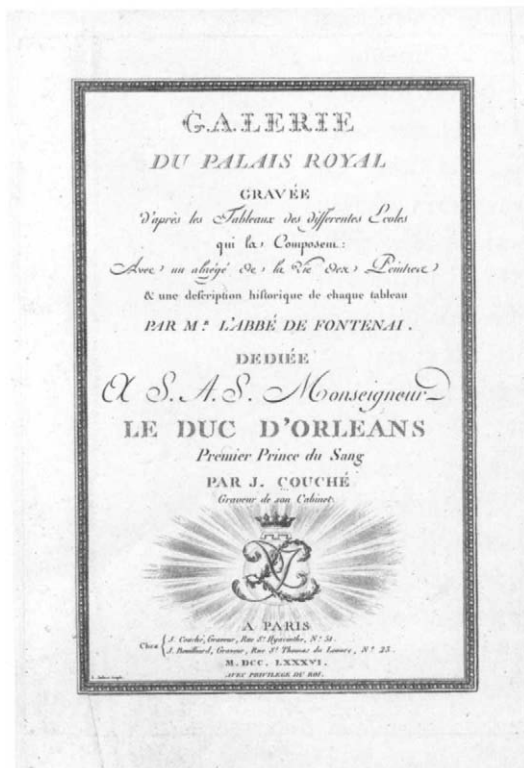 GALERIE
DU PALAIS ROYAL
GRAVÉE
d'après les Tableaux des differentes Ecoles
qui la Composent:
Avec un abrégé de la Vie des Peintres
& une description historique de chaque tableau
PAR Mr. L'ABBÉ DE FONTENAI.
DEDIÉE
A S. A. S. Monseigneur
LE DUC D'ORLEANS
Premier Prince du Sang
PAR J. COUCHÉ
Graveur de son Cabinet.
A PARIS
Chez { J. Couché, Graveur, Rue St. Hyacinthe, No. 51.
J. Bouillard, Graveur, Rue St. Thomas du Louvre, No. 23.
M. DCC. LXXXVI.
AVEC PRIVILEGE DU ROI.